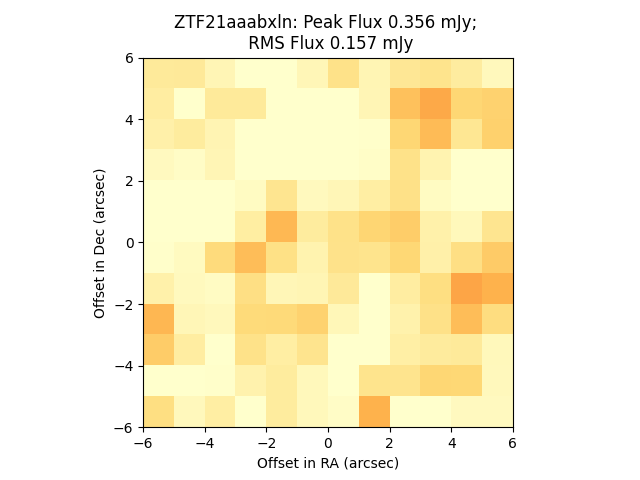 ZTF21aaabxln: Peak Flux 0.356 mJy;
RMS Flux 0.157 mJy
6
4
2
0
−2
−4
−6
Offset in Dec (arcsec)
−6 −4 −2 0 2 4 6
Offset in RA (arcsec)